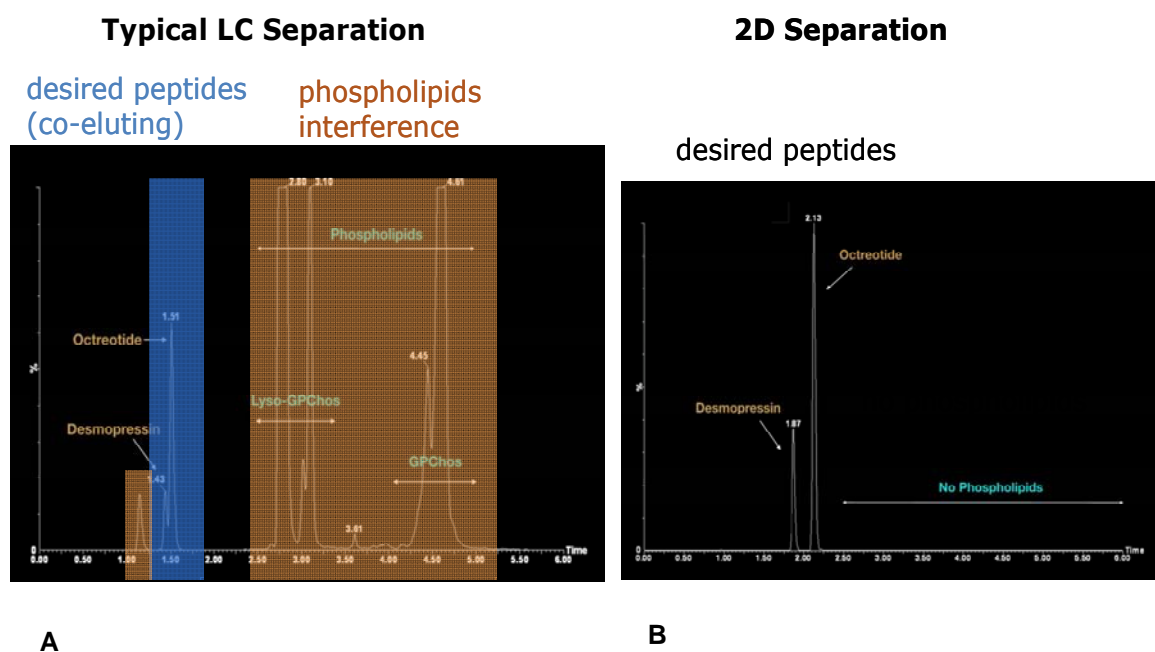 Typical LC Separation
2D Separation
desired peptides
(co-eluting)
phospholipids
interference
desired peptides
2.80
3.10
4.61
Phospholipids
1.51
Octreotide
4.45
Lyso-GPChos
Desmopressin
GPChos
1.43
3.61
%
0
0.00 0.50 1.00 1.50 2.00 2.50 3.00 3.50 4.00 4.50 5.00 5.50 6.00
Time
A
2.13
Octreotide
%
Desmopressin
1.87
No Phospholipids
0
0.00 0.50 1.00 1.50 2.00 2.50 3.00 3.50 4.00 4.50 5.00 5.50 6.00
Time
B